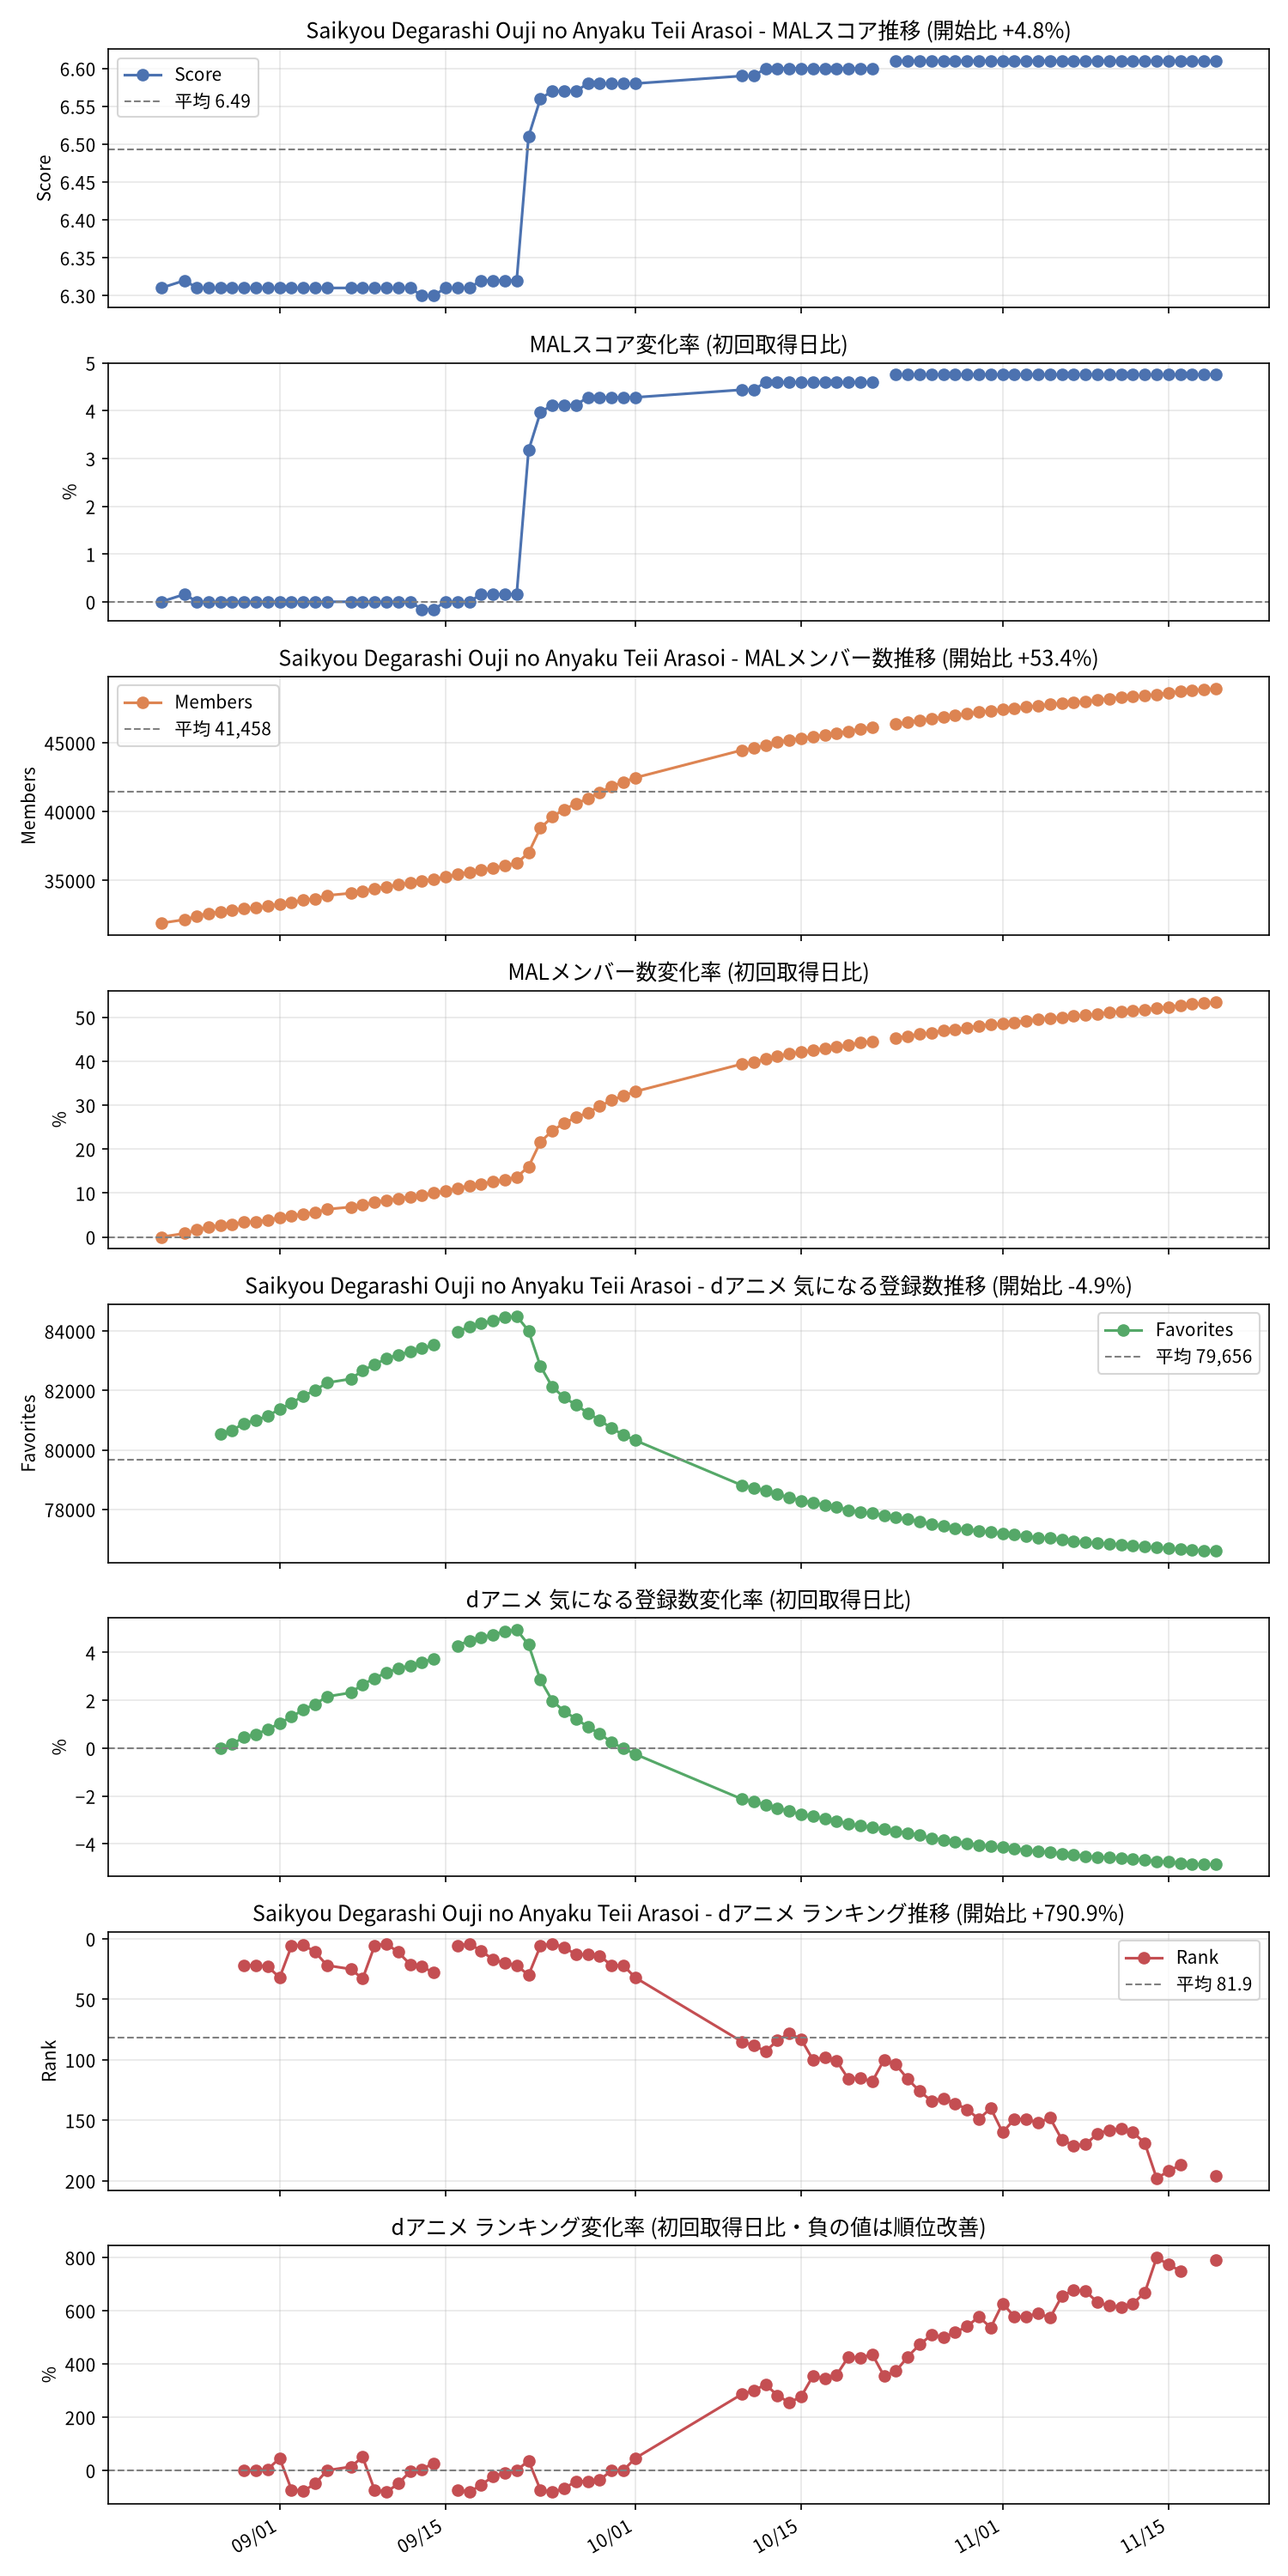 Saikyou Degarashi Ouji no Anyaku Teii Arasoi - MALスコア推移 (開始比 +4.8%)
Score
平均 6.49
Score
6.60
6.55
6.50
6.45
6.40
6.35
6.30
MALスコア変化率 (初回取得日比)
%
5
4
3
2
1
0
Saikyou Degarashi Ouji no Anyaku Teii Arasoi - MALメンバー数推移 (開始比 +53.4%)
Members
平均 41,458
Members
45000
40000
35000
MALメンバー数変化率 (初回取得日比)
%
50
40
30
20
10
0
Saikyou Degarashi Ouji no Anyaku Teii Arasoi - dアニメ 気になる登録数推移 (開始比 -4.9%)
Favorites
平均 79,656
Favorites
84000
82000
80000
78000
dアニメ 気になる登録数変化率 (初回取得日比)
%
4
2
0
−2
−4
Saikyou Degarashi Ouji no Anyaku Teii Arasoi - dアニメ ランキング推移 (開始比 +790.9%)
Rank
平均 81.9
Rank
0
50
100
150
200
dアニメ ランキング変化率 (初回取得日比・負の値は順位改善)
%
800
600
400
200
0
09/01
09/15
10/01
10/15
11/01
11/15